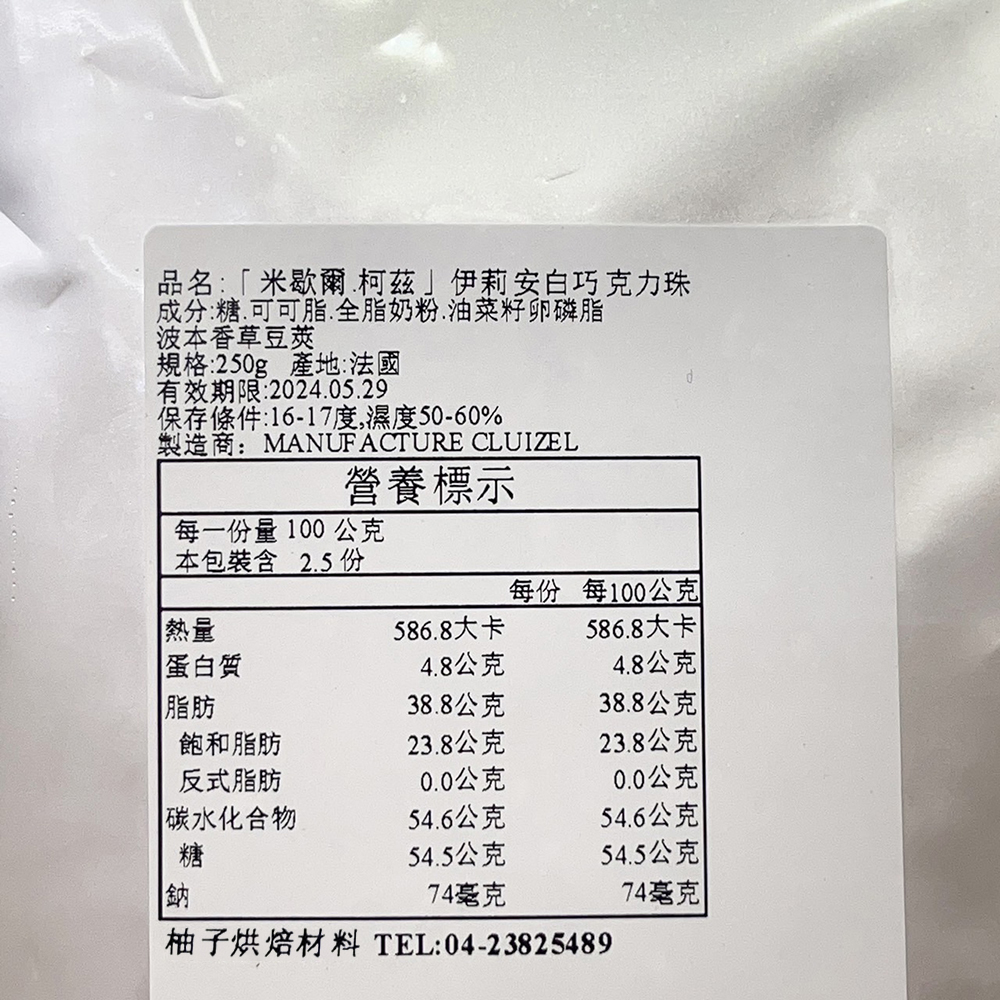 品名:「米歇爾.柯茲」伊莉安白巧克力珠
成分:糖.可可脂.全脂奶粉.油菜籽卵磷脂
波本香草豆莢
規格:250g 產地:法國
有效期限:2024.05.29
保存條件:16-17度,濕度50-60%
製造商：MANUFACTURE CLUIZEL
營養標示
每一份量 100 公克
本包裝含 2.5 份
每份 每100公克
熱量 586.8大卡 586.8大卡
蛋白質 4.8公克 4.8公克
脂肪 38.8公克 38.8公克
飽和脂肪 23.8公克 23.8公克
反式脂肪 0.0公克 0.0公克
碳水化合物 54.6公克 54.6公克
糖 54.5公克 54.5公克
鈉 74毫克 74毫克
柚子烘焙材料 TEL:04-23825489